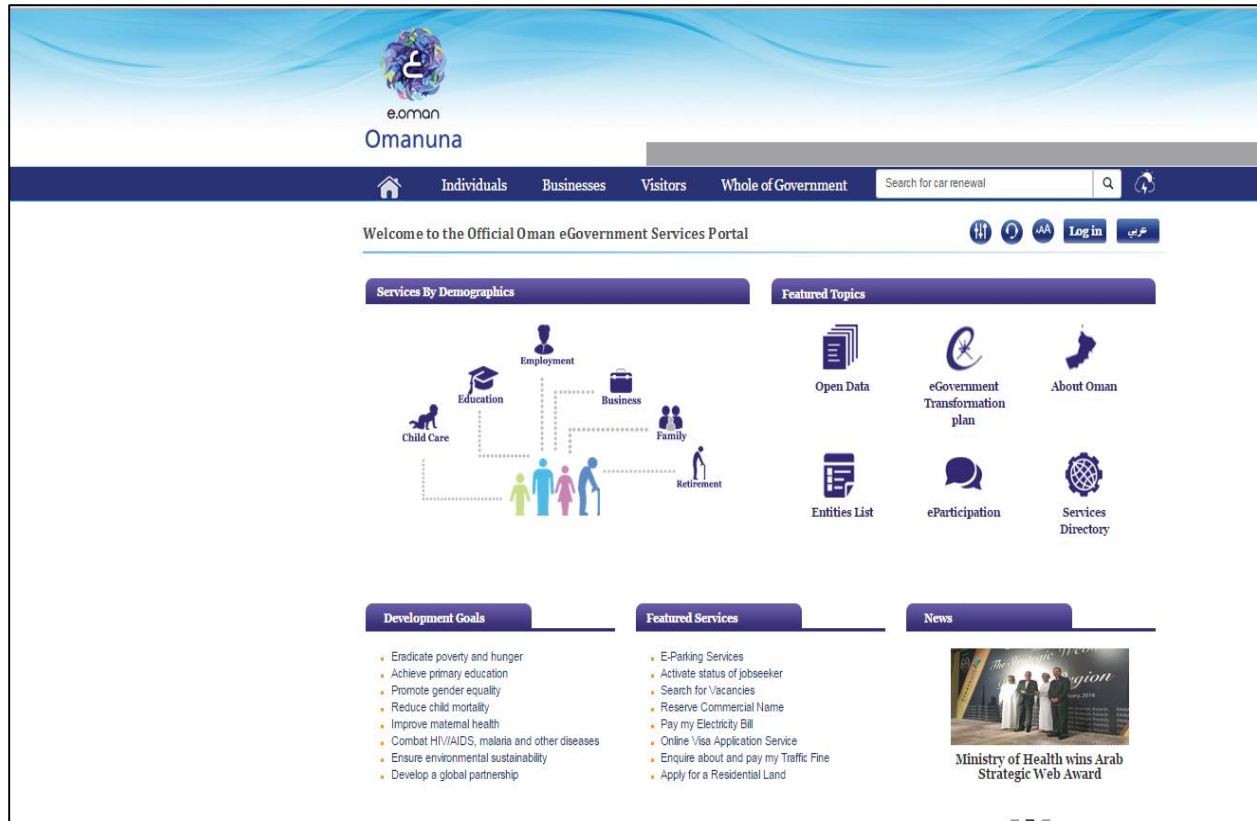 ع
e.oman
Omanuna
Individuals
Businesses
Visitors
Whole of Government
Search for car renewal
Welcome to the Official Oman eGovernment Services Portal
AA
Log in
عربي
Services By Demographics
Employment
Education
Business
Child Care
Family
Retirement
Featured Topics
Open Data
eGovernment
Transformation
plan
About Oman
Entities List
eParticipation
Services
Directory
Development Goals
Eradicate poverty and hunger
Achieve primary education
Promote gender equality
Reduce child mortality
Improve maternal health
Combat HIV/AIDS, malaria and other diseases
Ensure environmental sustainability
Develop a global partnership
Featured Services
E-Parking Services
Activate status of jobseeker
Search for Vacancies
Reserve Commercial Name
Pay my Electricity Bill
Online Visa Application Service
Enquire about and pay my Traffic Fine
Apply for a Residential Land
News
The Strategic
Region
2016
Ministry of Health wins Arab
Strategic Web Award